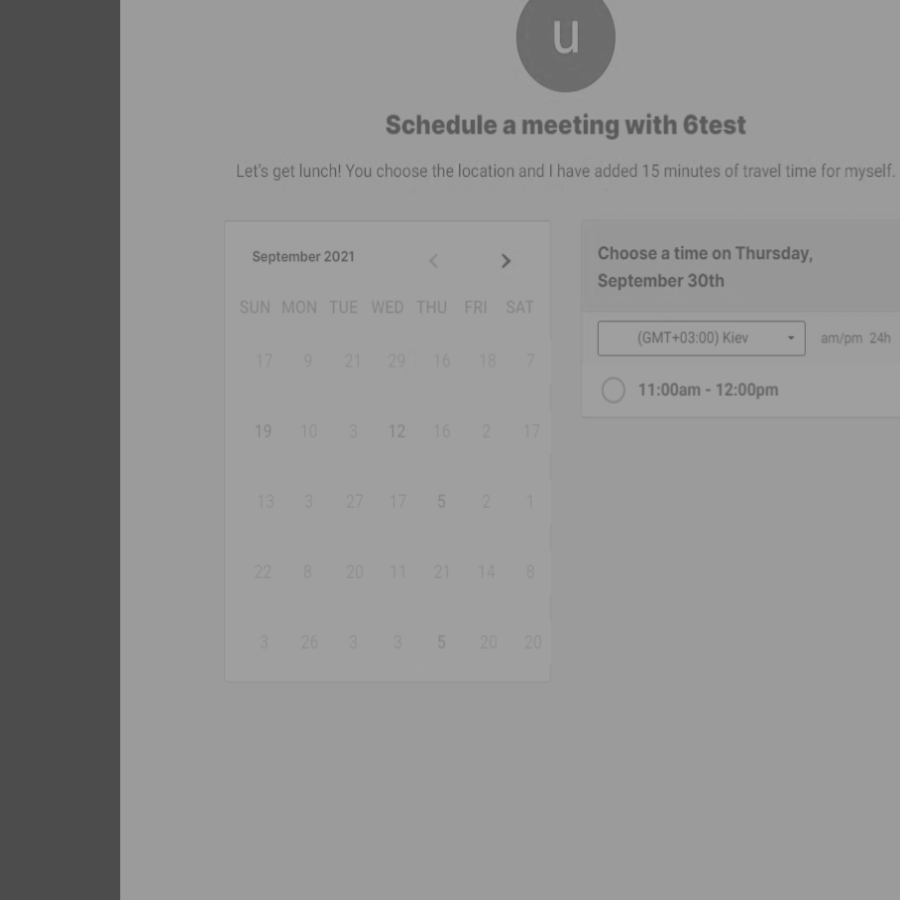 u
Schedule a meeting with 6test
Let's get lunch! You choose the location and I have added 15 minutes of travel time for myself.
September 2021
SUN MON TUE WED THU FRI SAT
17 9 21 29 16 18 7
19 10 3 12 16 2 17
13 3 27 17 5 2 1
22 8 20 11 21 14 8
3 26 3 3 5 20 20
Choose a time on Thursday,
September 30th
(GMT+03:00) Kiev am/pm 24h
11:00am - 12:00pm